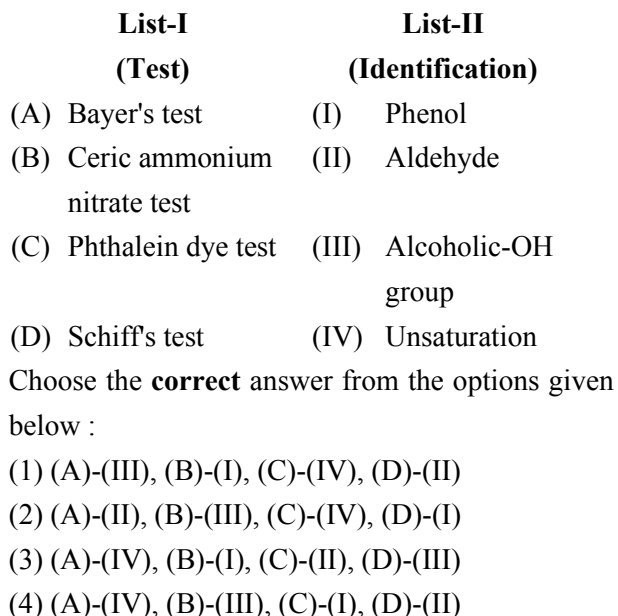 List-I List-II
(Test) (Identification)
(A) Bayer's test (I) Phenol
(B) Ceric ammonium (II) Aldehyde
nitrate test
(C) Phthalein dye test (III) Alcoholic-OH
group
(D) Schiff's test (IV) Unsaturation
Choose the correct answer from the options given
below :
(1) (A)-(III), (B)-(I), (C)-(IV), (D)-(II)
(2) (A)-(II), (B)-(III), (C)-(IV), (D)-(I)
(3) (A)-(IV), (B)-(I), (C)-(II), (D)-(III)
(4) (A)-(IV), (B)-(III), (C)-(I), (D)-(II)